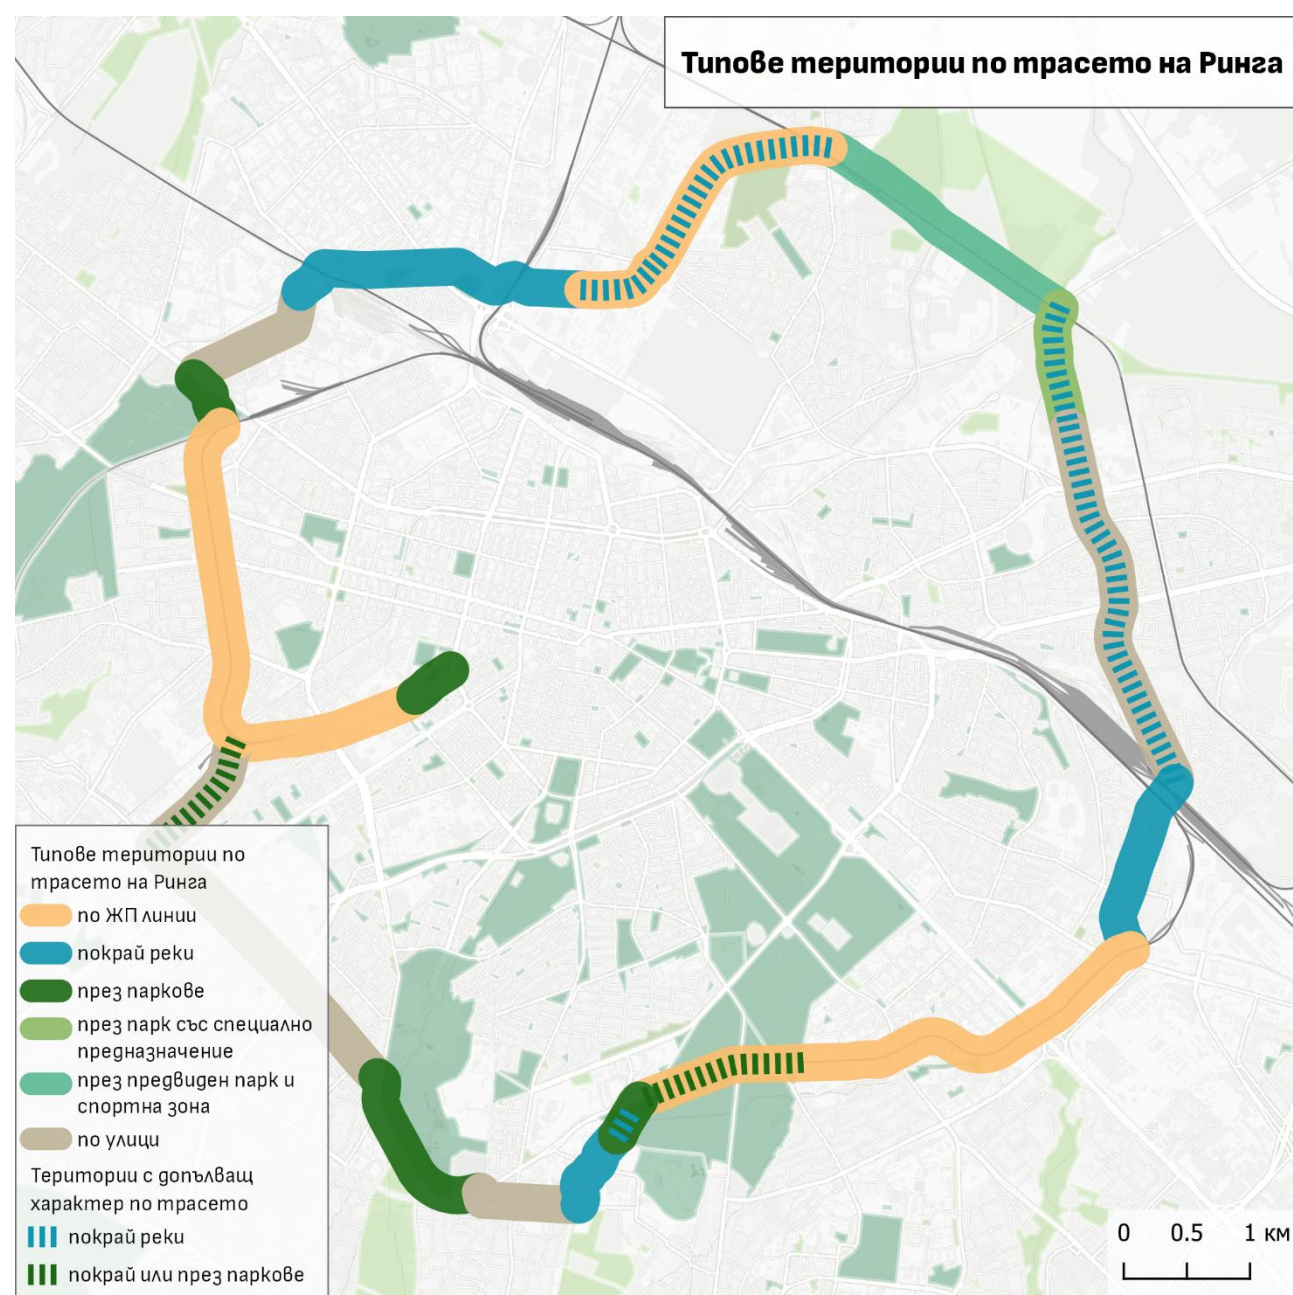 Типове територии по трасето на Ринга
Типове територии по
трасето на Ринга
по ЖП линии
покрай реки
през паркове
през парк със специално
предназначение
през предвиден парк и
спортна зона
по улици
Територии с допълващ
характер по трасето
покрай реки
покрай или през паркове
0 0.5 1 км